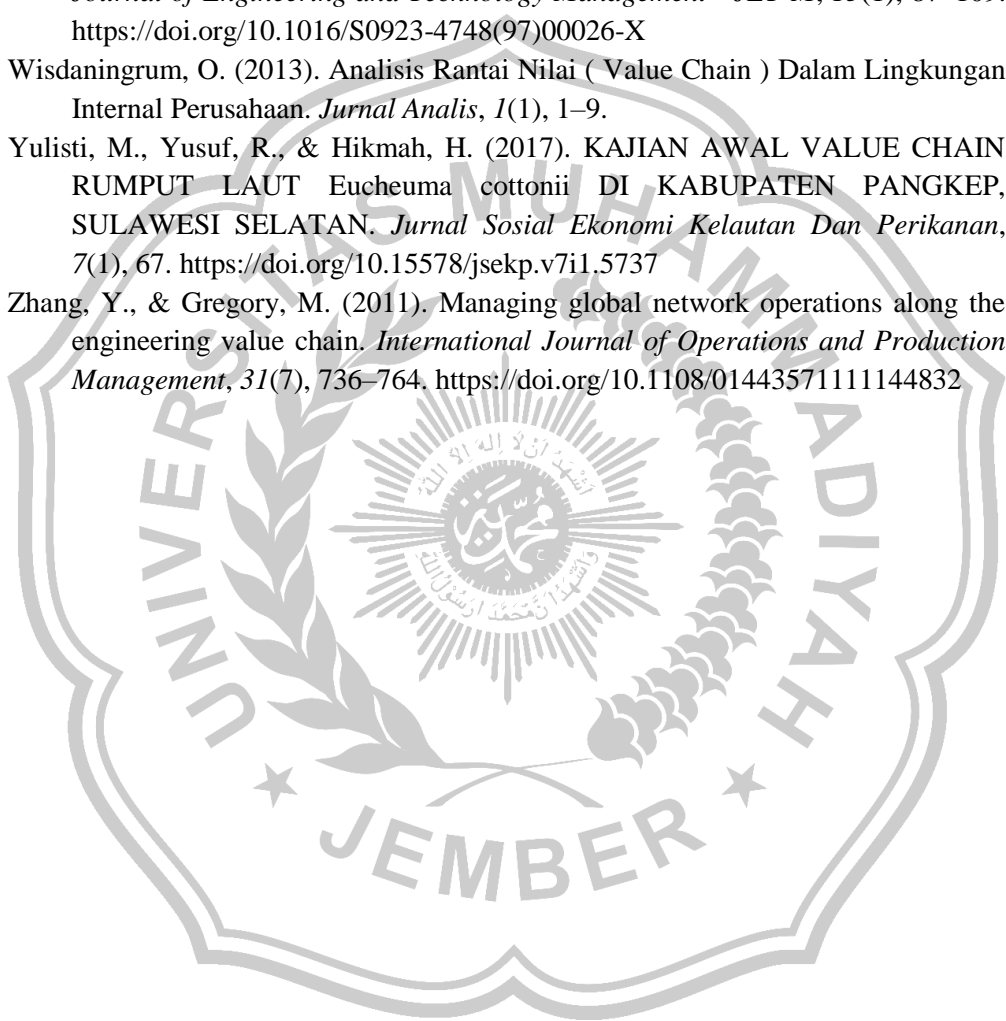 https://doi.org/10.1016/S0923-4748(97)00026-X
Wisdaningrum, O. (2013). Analisis Rantai Nilai ( Value Chain ) Dalam Lingkungan
Internal Perusahaan. Jurnal Analis, 1(1), 1–9.
Yulisti, M., Yusuf, R., & Hikmah, H. (2017). KAJIAN AWAL VALUE CHAIN
RUMPUT LAUT Eucheuma cottonii DI KABUPATEN PANGKEP,
SULAWESI SELATAN. Jurnal Sosial Ekonomi Kelautan Dan Perikanan,
7(1), 67. https://doi.org/10.15578/jsekp.v7i1.5737
Zhang, Y., & Gregory, M. (2011). Managing global network operations along the
engineering value chain. International Journal of Operations and Production
Management, 31(7), 736–764. https://doi.org/10.1108/01443571111144832
UNIVERSITAS MUHAMMADIYAH
JEMBER